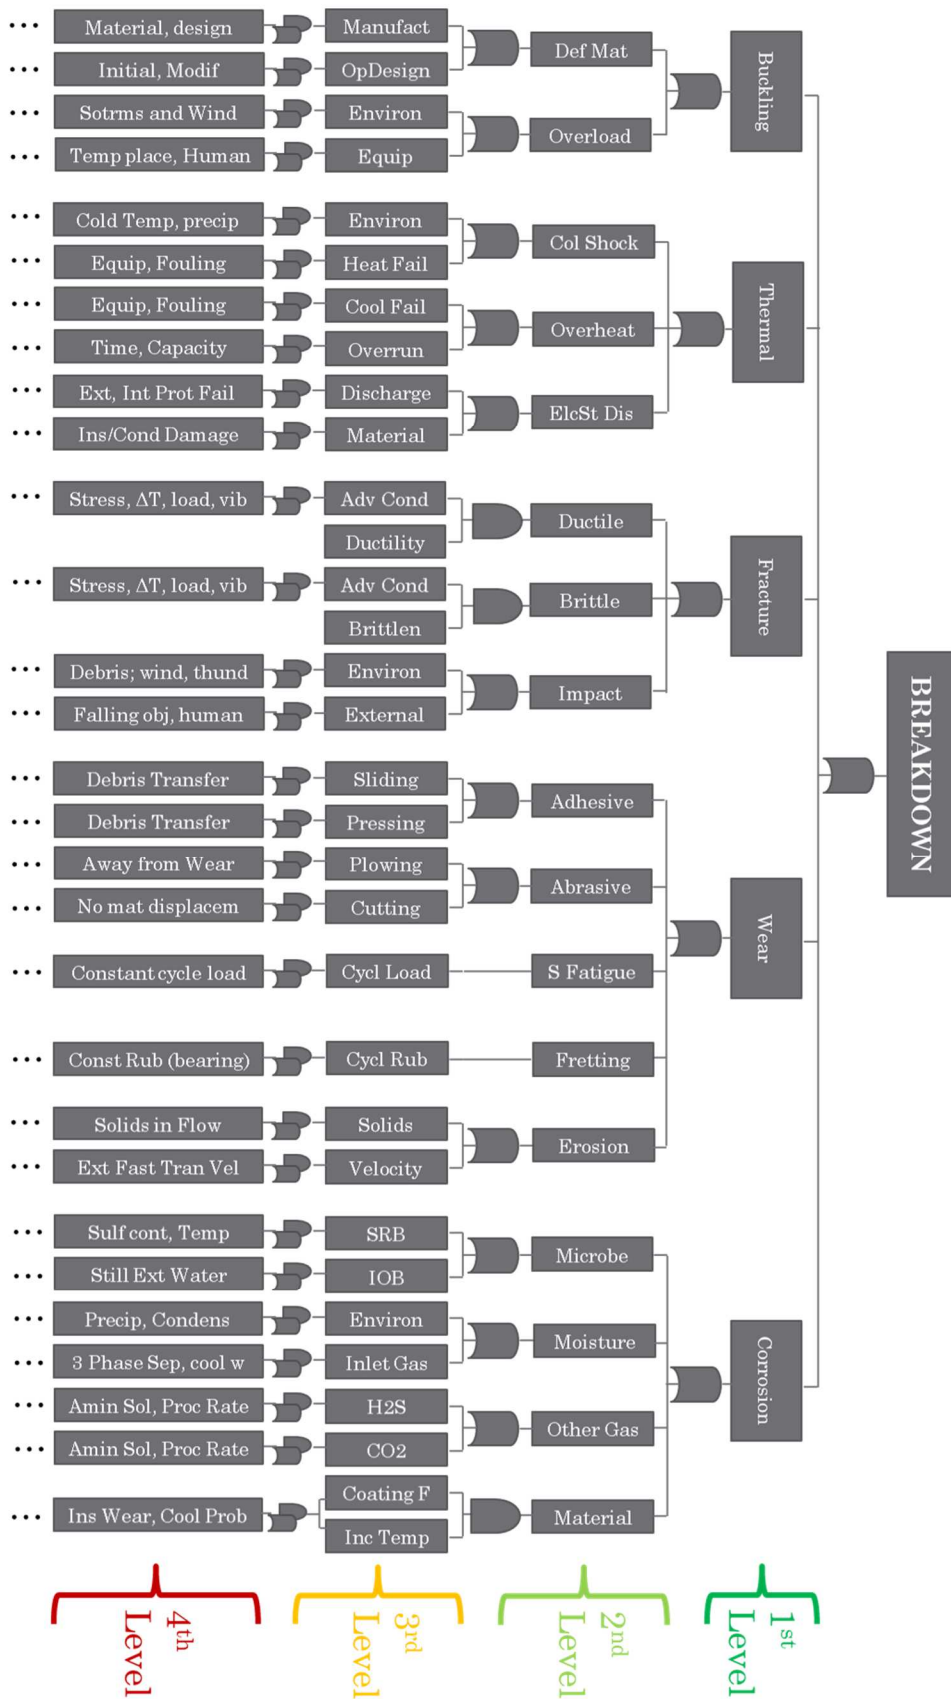 BREAKDOWN
Buckling
Thermal
Fracture
Wear
Corrosion
Def Mat
Overload
Col Shock
Overheat
ElcSt Dis
Ductile
Brittle
Impact
Adhesive
Abrasive
S Fatigue
Fretting
Erosion
Microbe
Moisture
Other Gas
Material
Manufact
OpDesign
Environ
Equip
Environ
Heat Fail
Cool Fail
Overrun
Discharge
Material
Adv Cond
Ductility
Adv Cond
Brittlen
Environ
External
Sliding
Pressing
Plowing
Cutting
Cycl Load
Cycl Rub
Solids
Velocity
SRB
IOB
Environ
Inlet Gas
H2S
CO2
Coating F
Inc Temp
... Material, design
... Initial, Modif
... Sotrms and Wind
... Temp place, Human
... Cold Temp, precip
... Equip, Fouling
... Equip, Fouling
... Time, Capacity
... Ext, Int Prot Fail
... Ins/Cond Damage
... Stress, ΔT, load, vib
... Stress, ΔT, load, vib
... Debris; wind, thund
... Falling obj, human
... Debris Transfer
... Debris Transfer
... Away from Wear
... No mat displacem
... Constant cycle load
... Const Rub (bearing)
... Solids in Flow
... Ext Fast Tran Vel
... Sulf cont, Temp
... Still Ext Water
... Precip, Condens
... 3 Phase Sep, cool w
... Amin Sol, Proc Rate
... Amin Sol, Proc Rate
... Ins Wear, Cool Prob
1st
Level
2nd
Level
3rd
Level
4th
Level